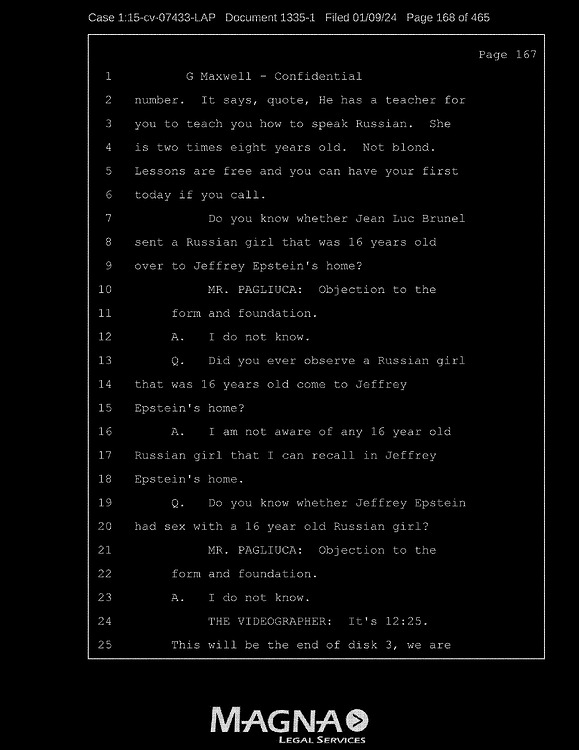 Case 1:15-cv-07433-LAP Document 1335-1 Filed 01/09/24 Page 168 of 465
Page 167
1 G Maxwell - Confidential
2 number. It says, quote, He has a teacher for
3 you to teach you how to speak Russian. She
4 is two times eight years old. Not blond.
5 Lessons are free and you can have your first
6 today if you call.
7 Do you know whether Jean Luc Brunel
8 sent a Russian girl that was 16 years old
9 over to Jeffrey Epstein's home?
10 MR. PAGLIUCA: Objection to the
11 form and foundation.
12 A. I do not know.
13 Q. Did you ever observe a Russian girl
14 that was 16 years old come to Jeffrey
15 Epstein's home?
16 A. I am not aware of any 16 year old
17 Russian girl that I can recall in Jeffrey
18 Epstein's home.
19 Q. Do you know whether Jeffrey Epstein
20 had sex with a 16 year old Russian girl?
21 MR. PAGLIUCA: Objection to the
22 form and foundation.
23 A. I do not know.
24 THE VIDEOGRAPHER: It's 12:25.
25 This will be the end of disk 3, we are
MAGNA
LEGAL SERVICES